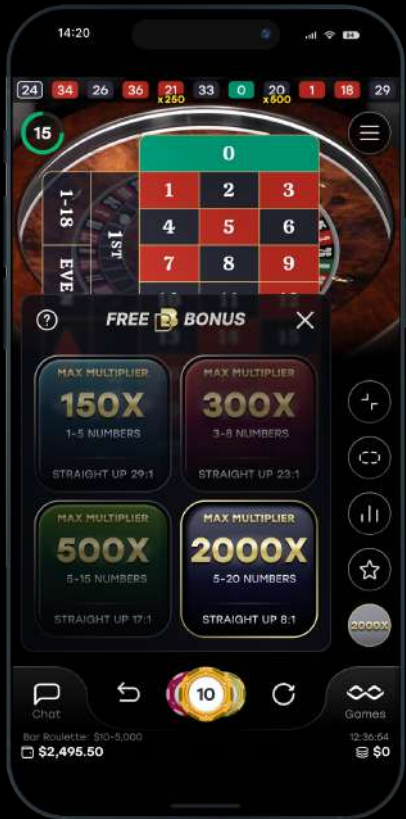 14:20
24 34 26 36 21 33 0 20 1 18 29
x250 x500
15
0
1-18 1ST 1 2 3
4 5 6
EVE 7 8 9
10 11 12
?
FREE B BONUS
MAX MULTIPLIER
150X
1-5 NUMBERS
STRAIGHT UP 29:1
MAX MULTIPLIER
300X
3-8 NUMBERS
STRAIGHT UP 23:1
MAX MULTIPLIER
500X
5-15 NUMBERS
STRAIGHT UP 17:1
MAX MULTIPLIER
2000X
5-20 NUMBERS
STRAIGHT UP 8:1
2000X
10
Chat
Games
Bar Roulette: $10-5,000
12:36:54
$2,495.50
$0